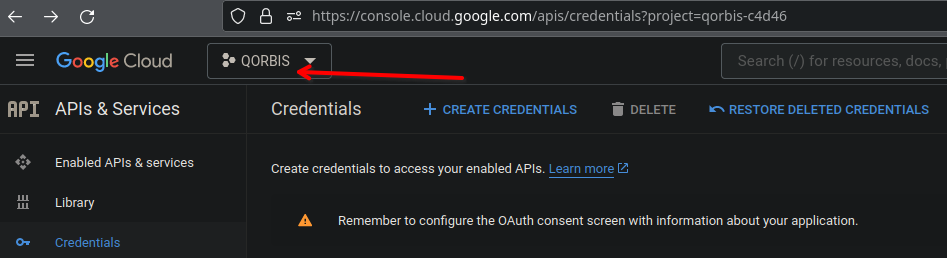 https://console.cloud.google.com/apis/credentials?project=qorbis-c4d46
Google Cloud
QORBIS
Search (/) for resources, docs,
API
APIs & Services
Credentials
CREATE CREDENTIALS
DELETE
RESTORE DELETED CREDENTIALS
Enabled APIs & services
Create credentials to access your enabled APIs. Learn more
Library
Remember to configure the OAuth consent screen with information about your application.
Credentials